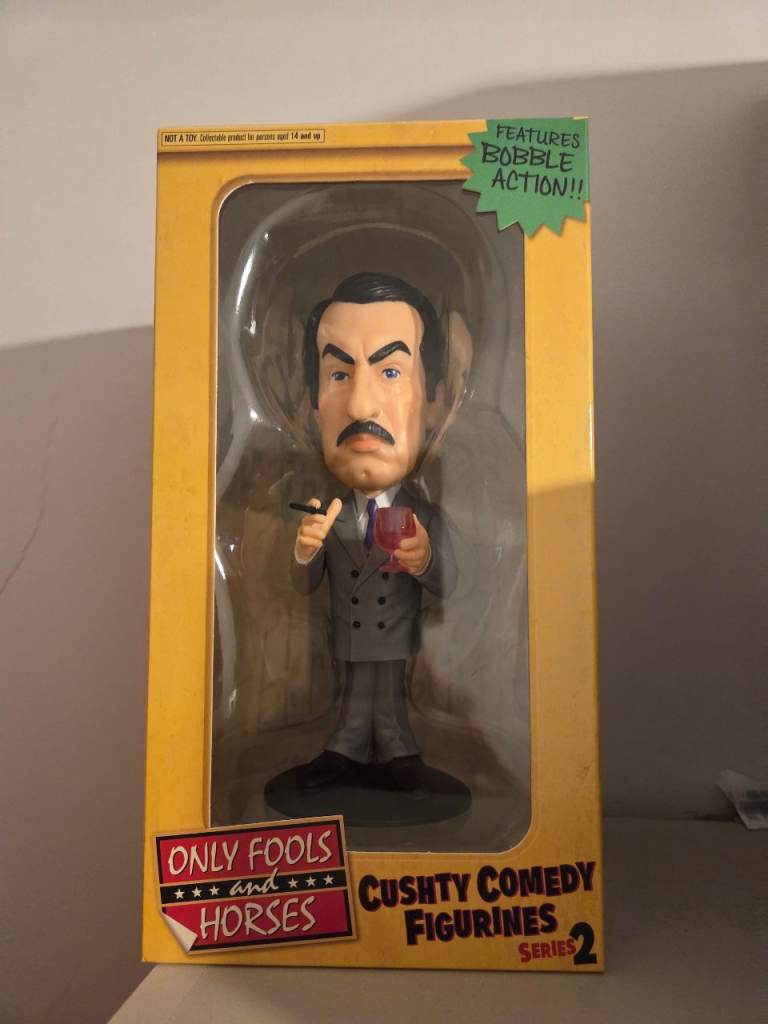 NOT A TOY. Collectable product for persons aged 14 and up
FEATURES
BOBBLE
ACTION!!
ONLY FOOLS
and
HORSES
CUSHTY COMEDY
FIGURINES
SERIES 2